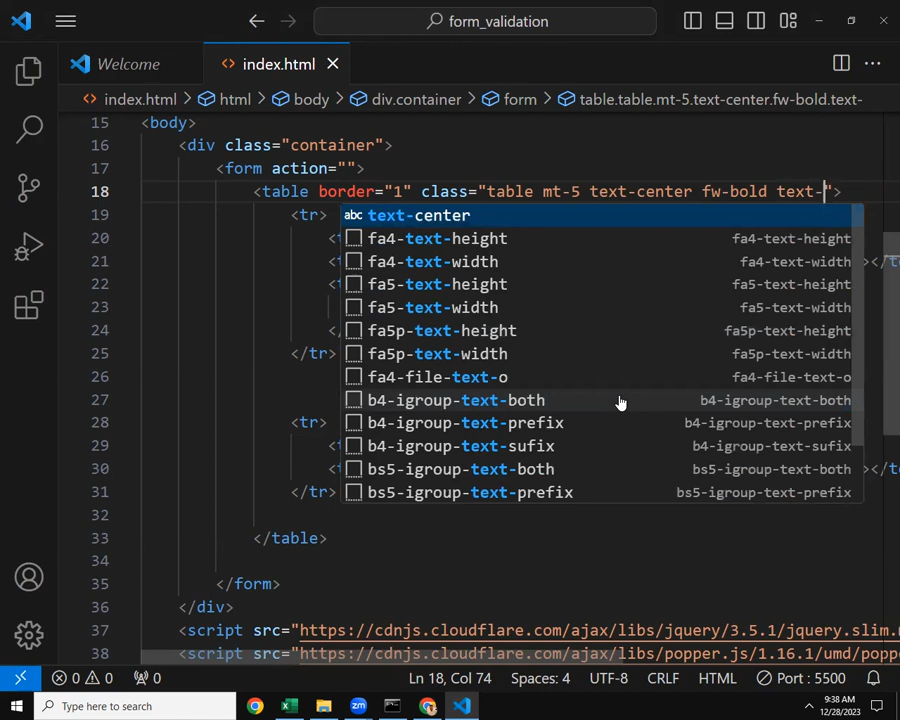 form_validation
Welcome
index.html
index.html > html > body > div.container > form > table.table.mt-5.text-center.fw-bold.text-
15 <body>
16 <div class="container">
17 <form action="">
18 <table border="1" class="table mt-5 text-center fw-bold text-">
19 <tr>
abc text-center
20 <t
fa4-text-height fa4-text-height
21 <t ></t
fa4-text-width fa4-text-width
22 <t
fa5-text-height fa5-text-height
23
fa5-text-width fa5-text-width
24 </
fa5p-text-height fa5p-text-height
25 </tr>
fa5p-text-width fa5p-text-width
26
fa4-file-text-o fa4-file-text-o
27
b4-igroup-text-both b4-igroup-text-both
28 <tr>
b4-igroup-text-prefix b4-igroup-text-prefix
29 <t
b4-igroup-text-sufix b4-igroup-text-sufix
30 <t ></t
bs5-igroup-text-both bs5-igroup-text-both
31 </tr>
bs5-igroup-text-prefix bs5-igroup-text-prefix
32
33 </table>
34
35 </form>
36 </div>
37 <script src="https://cdnjs.cloudflare.com/ajax/libs/jquery/3.5.1/jquery.slim.
38 <script src="https://cdnjs.cloudflare.com/ajax/libs/popper.js/1.16.1/umd/popp
0 0 0 Ln 18, Col 74 Spaces: 4 UTF-8 CRLF HTML Port : 5500
Type here to search
9:38 AM
12/28/2023